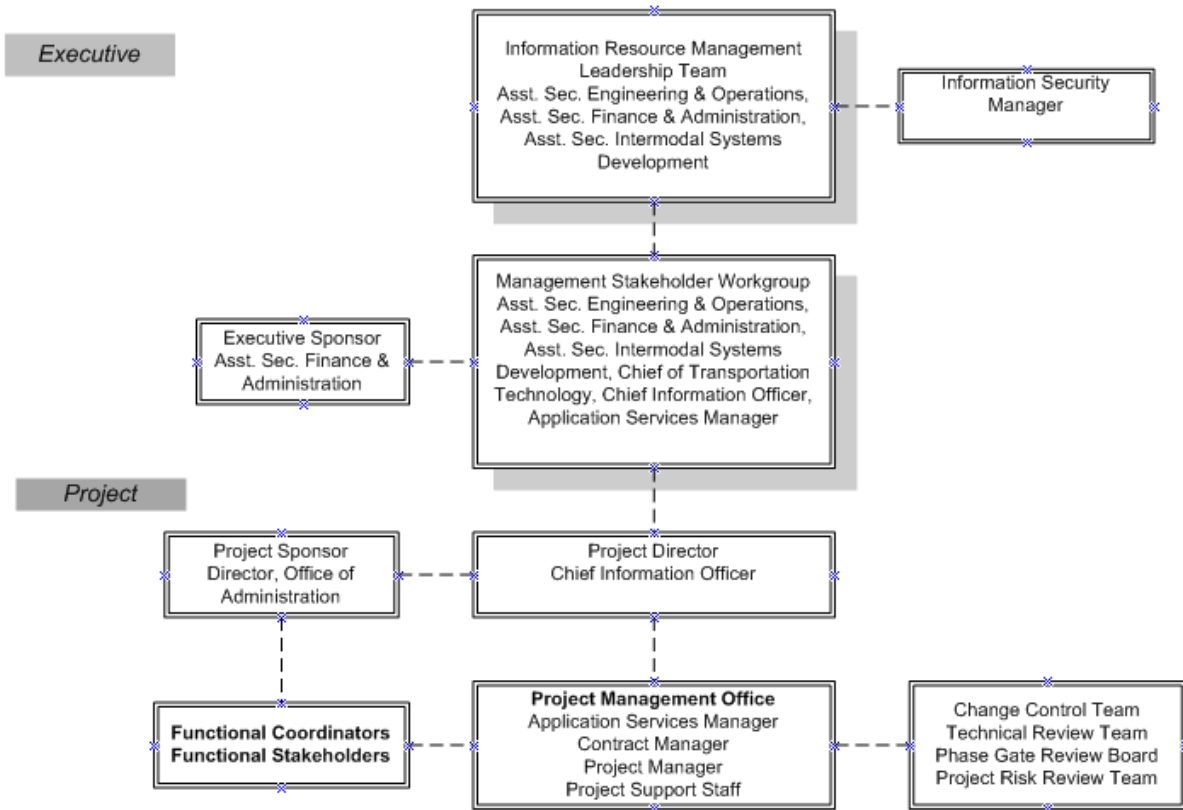 Executive
Information Resource Management
Leadership Team
Asst. Sec. Engineering & Operations,
Asst. Sec. Finance & Administration,
Asst. Sec. Intermodal Systems
Development
Information Security
Manager
Management Stakeholder Workgroup
Asst. Sec. Engineering & Operations,
Asst. Sec. Finance & Administration,
Asst. Sec. Intermodal Systems
Development, Chief of Transportation
Technology, Chief Information Officer,
Application Services Manager
Executive Sponsor
Asst. Sec. Finance &
Administration
Project
Project Sponsor
Director, Office of
Administration
Project Director
Chief Information Officer
Functional Coordinators
Functional Stakeholders
Project Management Office
Application Services Manager
Contract Manager
Project Manager
Project Support Staff
Change Control Team
Technical Review Team
Phase Gate Review Board
Project Risk Review Team